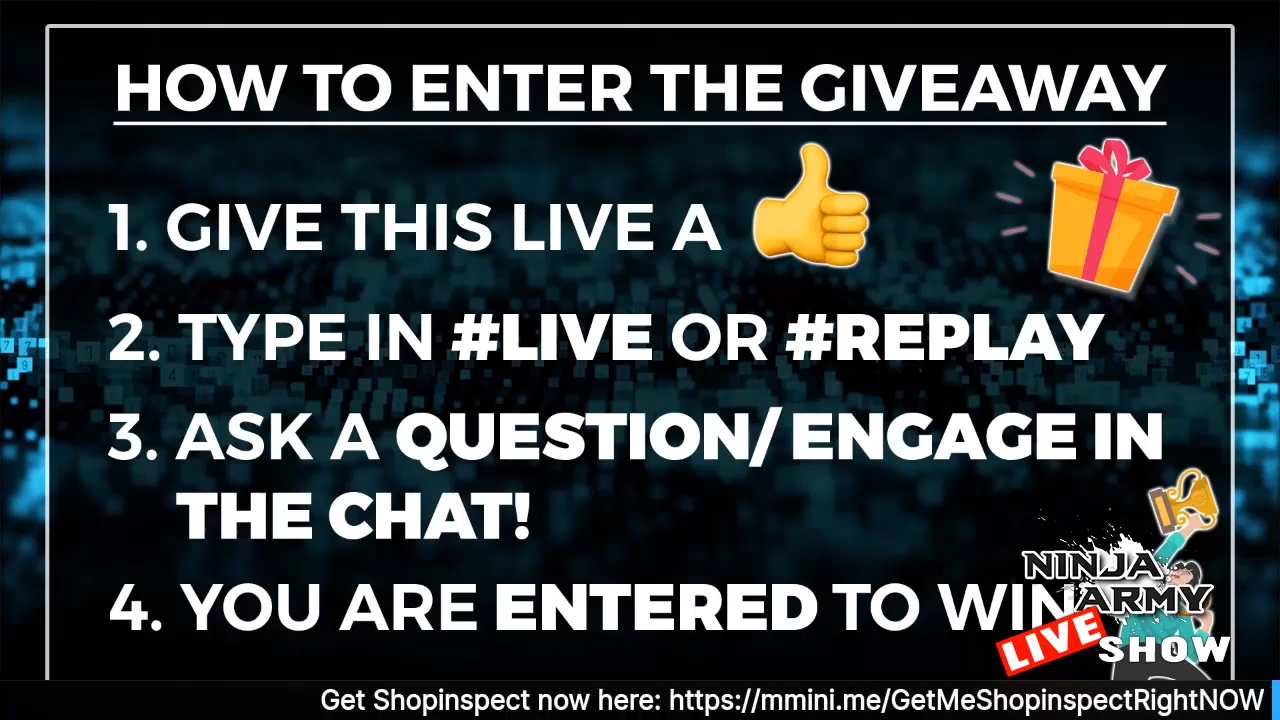 HOW TO ENTER THE GIVEAWAY
1. GIVE THIS LIVE A
2. TYPE IN #LIVE OR #REPLAY
3. ASK A QUESTION/ ENGAGE IN
THE CHAT!
4. YOU ARE ENTERED TO WIN
NINJA
ARMY
LIVE
SHOW
Get Shopinspect now here: https://mmini.me/GetMeShopinspectRightNOW